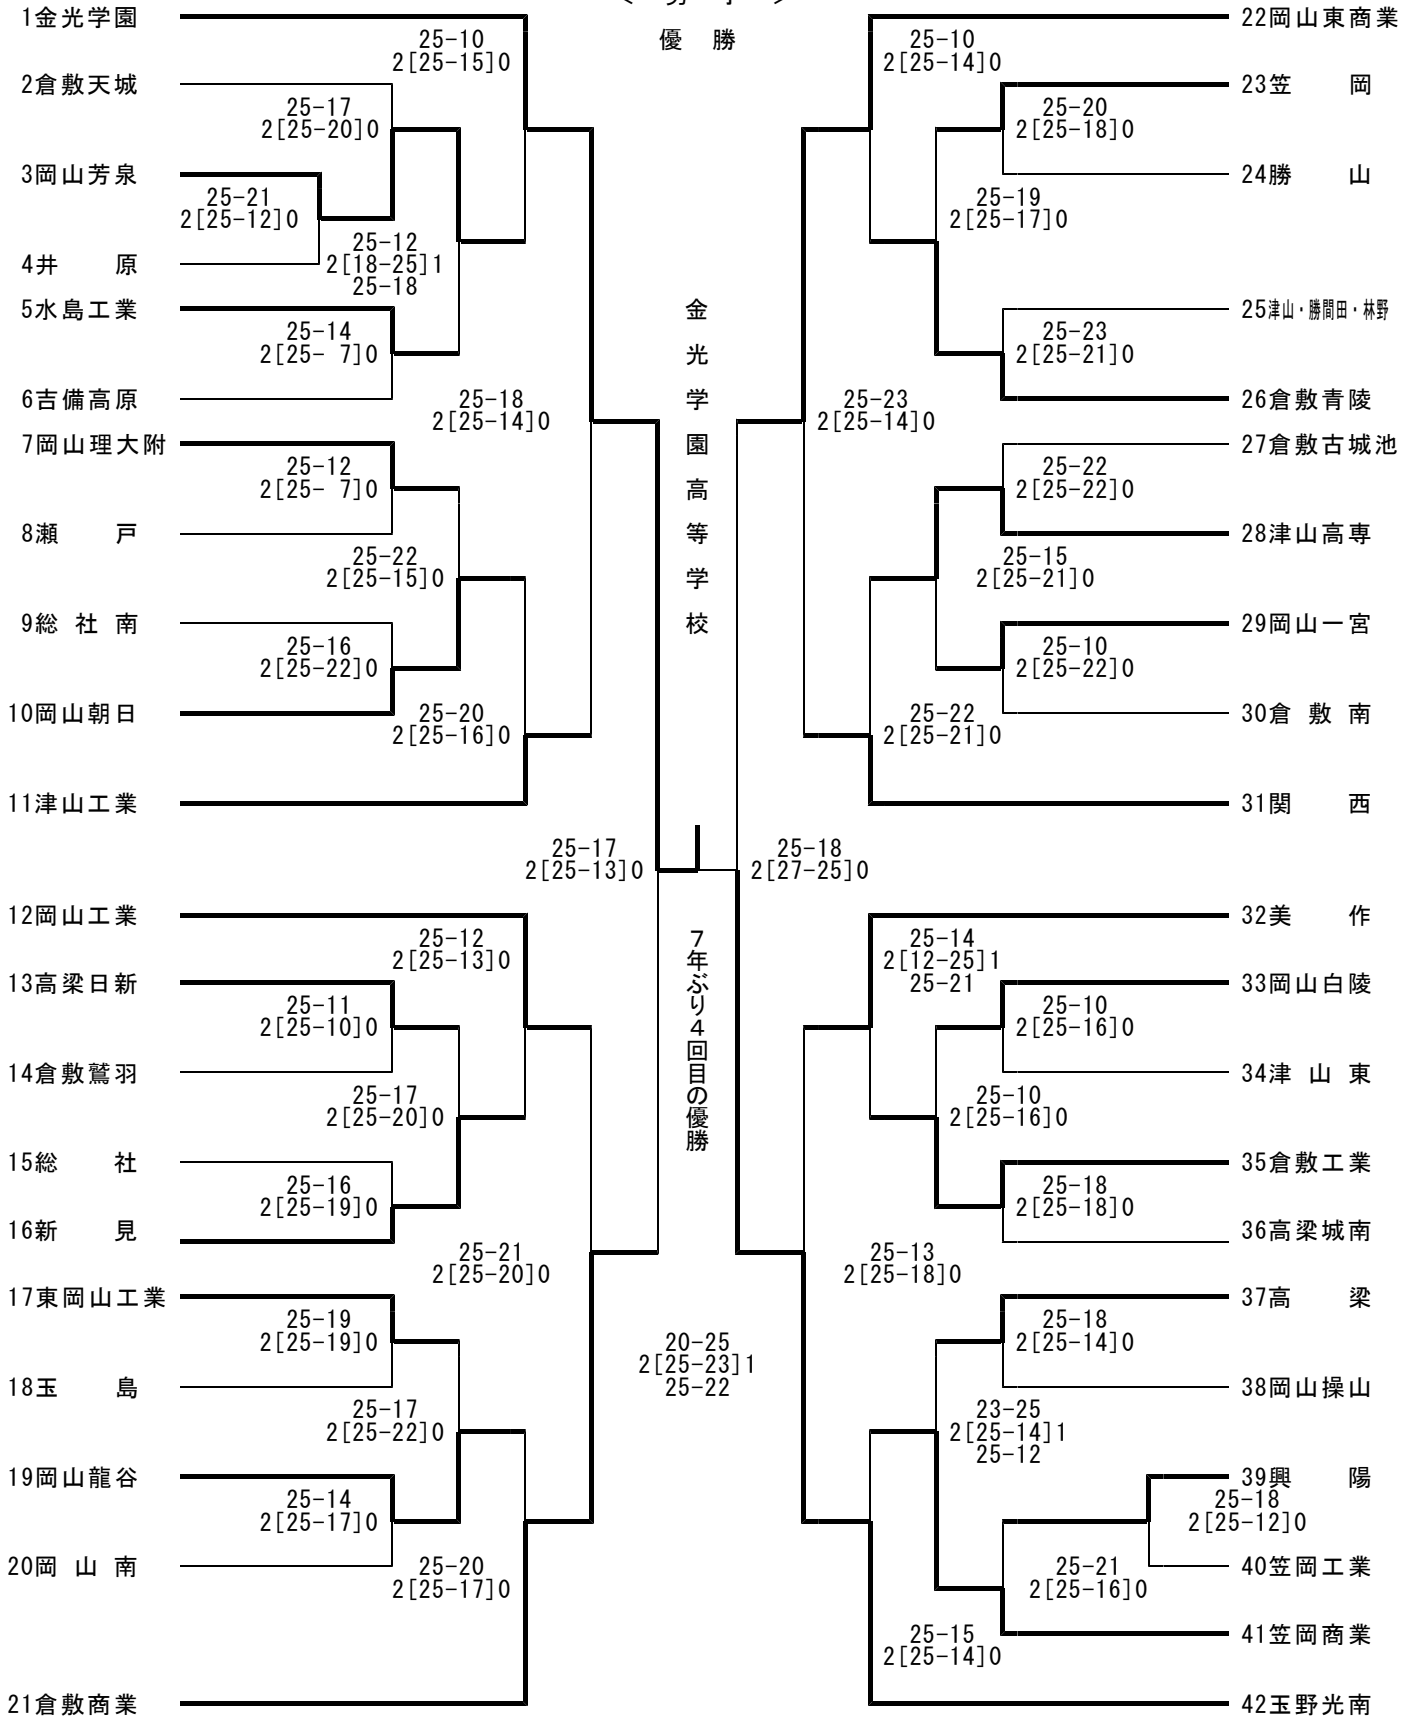 優 勝
1金光学園
25-10
2[25-15]0
2倉敷天城
25-17
2[25-20]0
3岡山芳泉
25-21
2[25-12]0
4井 原
25-12
2[18-25]1
25-18
5水島工業
25-14
2[25- 7]0
6吉備高原
25-18
2[25-14]0
7岡山理大附
25-12
2[25- 7]0
8瀬 戸
25-22
2[25-15]0
9総 社 南
25-16
2[25-22]0
10岡山朝日
25-20
2[25-16]0
11津山工業
25-17
2[25-13]0
12岡山工業
25-12
2[25-13]0
13高梁日新
25-11
2[25-10]0
14倉敷鷲羽
25-17
2[25-20]0
15総 社
25-16
2[25-19]0
16新 見
25-21
2[25-20]0
17東岡山工業
25-19
2[25-19]0
18玉 島
25-17
2[25-22]0
19岡山龍谷
25-14
2[25-17]0
20岡 山 南
25-20
2[25-17]0
21倉敷商業
金光学園高等学校
7年ぶり4回目の優勝
20-25
2[25-23]1
25-22
22岡山東商業
25-10
2[25-14]0
23笠 岡
25-20
2[25-18]0
24勝 山
25-19
2[25-17]0
25津山・勝間田・林野
25-23
2[25-21]0
26倉敷青陵
25-23
2[25-14]0
27倉敷古城池
25-22
2[25-22]0
28津山高専
25-15
2[25-21]0
29岡山一宮
25-10
2[25-22]0
30倉 敷 南
25-22
2[25-21]0
31関 西
25-18
2[27-25]0
32美 作
25-14
2[12-25]1
25-21
33岡山白陵
25-10
2[25-16]0
34津 山 東
25-10
2[25-16]0
35倉敷工業
25-18
2[25-18]0
36高梁城南
25-13
2[25-18]0
37高 梁
25-18
2[25-14]0
38岡山操山
23-25
2[25-14]1
25-12
39興 陽
25-18
2[25-12]0
40笠岡工業
25-21
2[25-16]0
41笠岡商業
25-15
2[25-14]0
42玉野光南